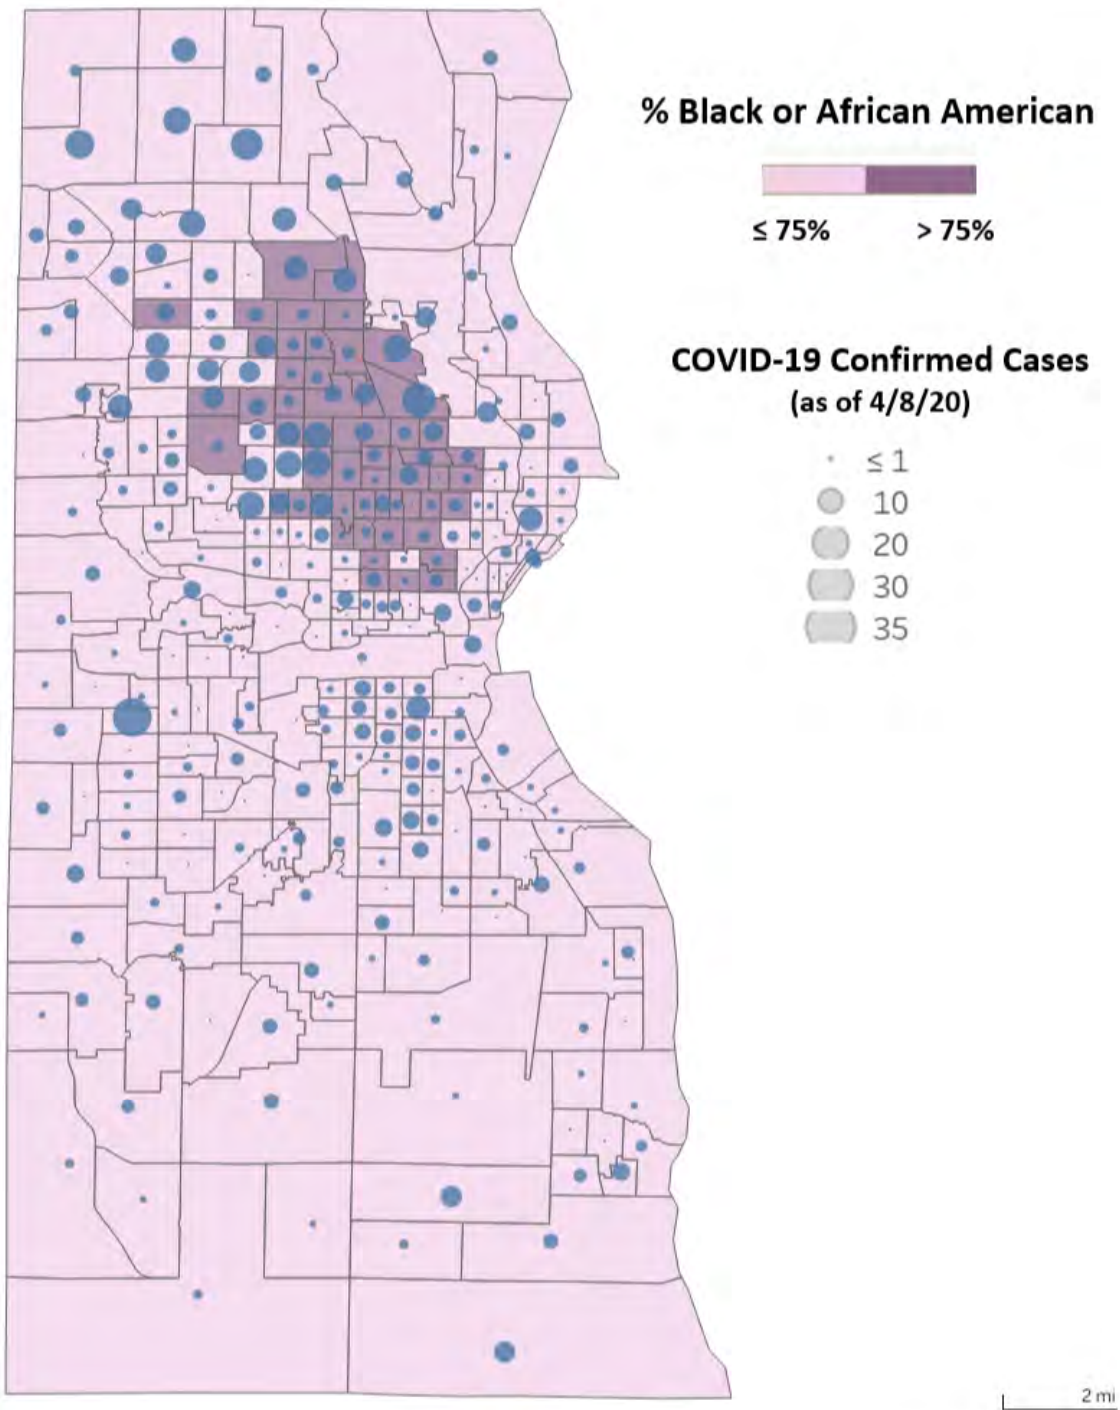 % Black or African American
≤ 75%
> 75%
COVID-19 Confirmed Cases
(as of 4/8/20)
≤ 1
10
20
30
35
2 mi